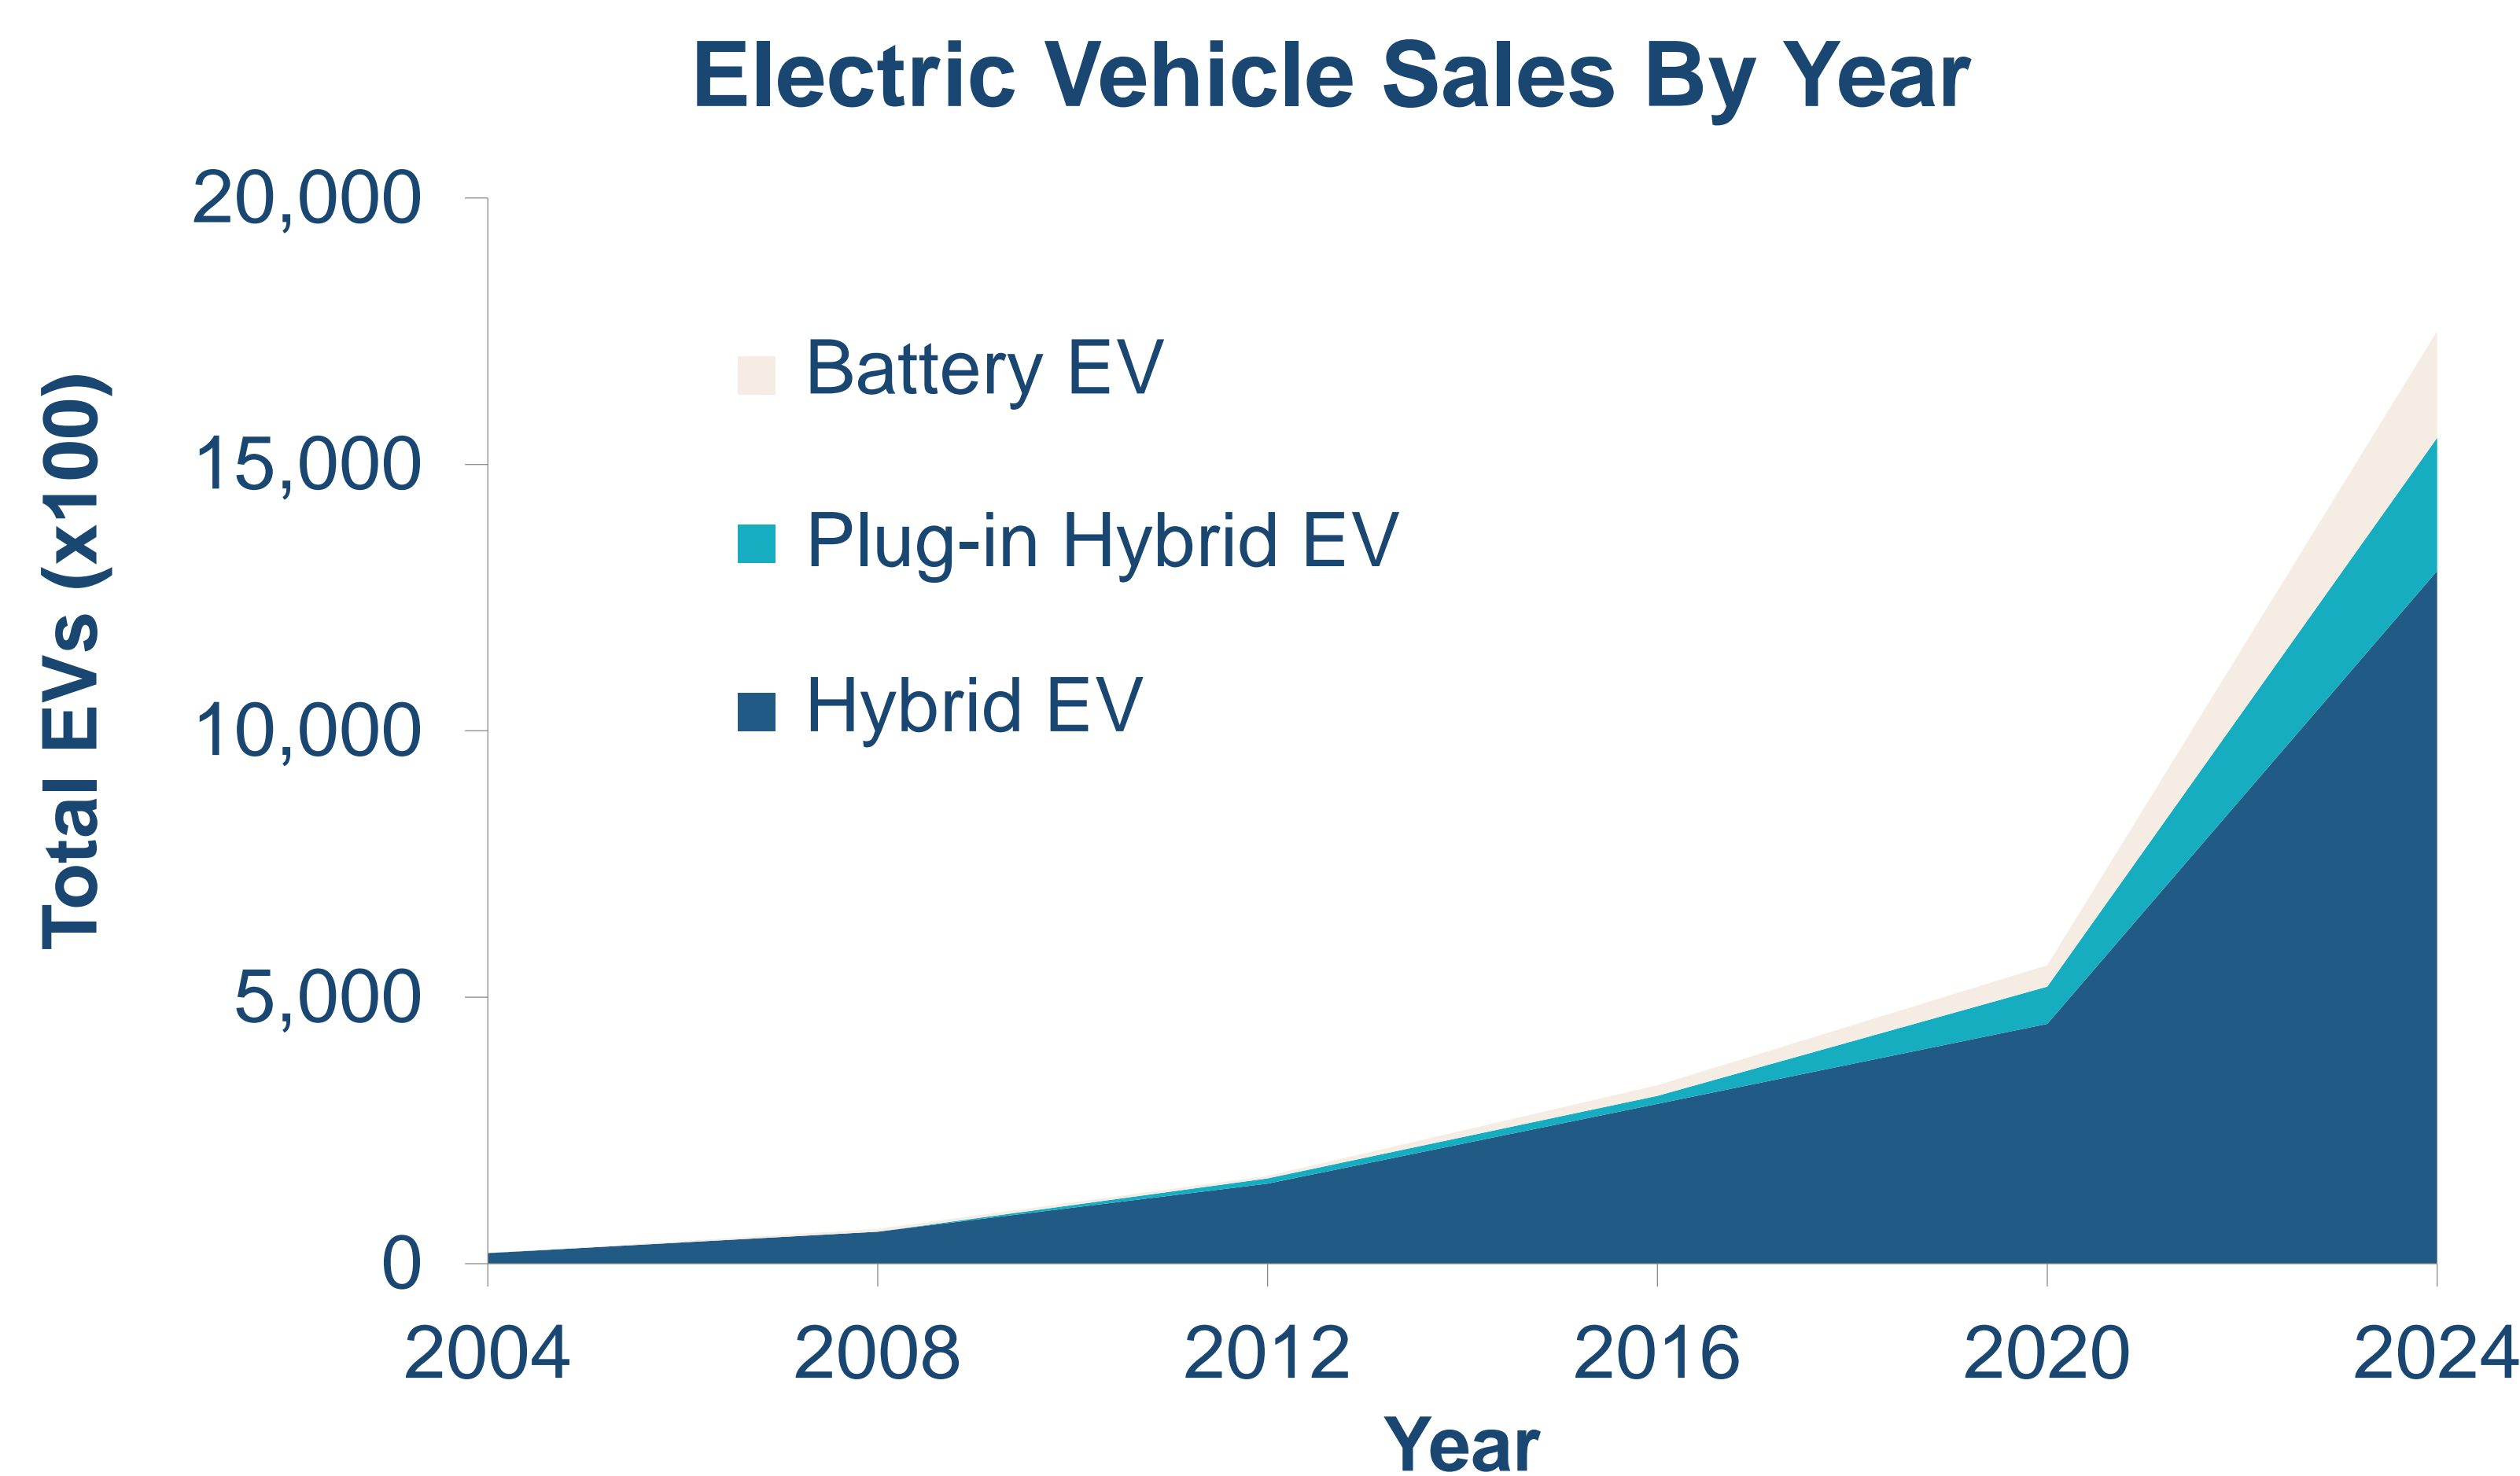 Electric Vehicle Sales By Year
Total EVs (x100)
20,000
15,000
10,000
5,000
0
Battery EV
Plug-in Hybrid EV
Hybrid EV
2004 2008 2012 2016 2020 2024
Year